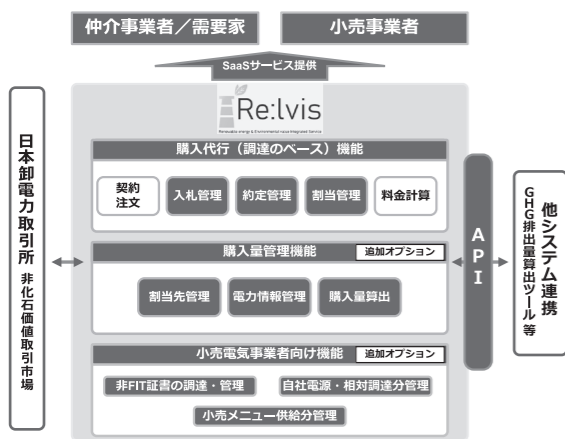 仲介事業者／需要家
小売事業者
SaaSサービス提供
Re:lvis
Renewable energy & Environmental value Integrated Service
日本卸電力取引所 非化石価値取引市場
購入代行（調達のベース）機能
契約
注文
入札管理
約定管理
割当管理
料金計算
購入量管理機能
追加オプション
割当先管理
電力情報管理
購入量算出
小売電気事業者向け機能
追加オプション
非FIT証書の調達・管理
自社電源・相対調達分管理
小売メニュー供給分管理
API
他システム連携
GHG排出量算出ツール 等